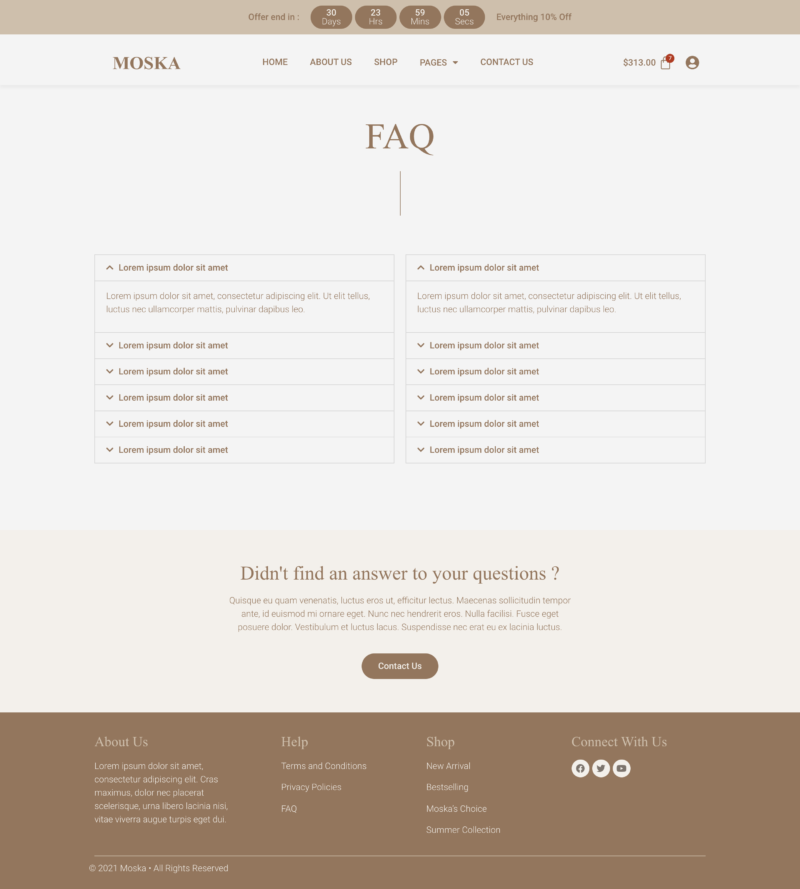 Offer end in :
30 Days
23 Hrs
59 Mins
05 Secs
Everything 10% Off
MOSKA
HOME
ABOUT US
SHOP
PAGES
CONTACT US
$313.00
7
FAQ
Lorem ipsum dolor sit amet
Lorem ipsum dolor sit amet, consectetur adipiscing elit. Ut elit tellus,
luctus nec ullamcorper mattis, pulvinar dapibus leo.
Lorem ipsum dolor sit amet
Lorem ipsum dolor sit amet
Lorem ipsum dolor sit amet
Lorem ipsum dolor sit amet
Lorem ipsum dolor sit amet
Lorem ipsum dolor sit amet
Lorem ipsum dolor sit amet, consectetur adipiscing elit. Ut elit tellus,
luctus nec ullamcorper mattis, pulvinar dapibus leo.
Lorem ipsum dolor sit amet
Lorem ipsum dolor sit amet
Lorem ipsum dolor sit amet
Lorem ipsum dolor sit amet
Lorem ipsum dolor sit amet
Didn't find an answer to your questions ?
Quisque eu quam venenatis, luctus eros ut, efficitur lectus. Maecenas sollicitudin tempor
ante, id euismod mi ornare eget. Nunc nec hendrerit eros. Nulla facilisi. Fusce eget
posuere dolor. Vestibulum et luctus lacus. Suspendisse nec erat eu ex lacinia luctus.
Contact Us
About Us
Lorem ipsum dolor sit amet,
consectetur adipiscing elit. Cras
maximus, dolor nec placerat
scelerisque, urna libero lacinia nisi,
vitae viverra augue turpis eget dui.
Help
Terms and Conditions
Privacy Policies
FAQ
Shop
New Arrival
Bestselling
Moska's Choice
Summer Collection
Connect With Us
© 2021 Moska • All Rights Reserved